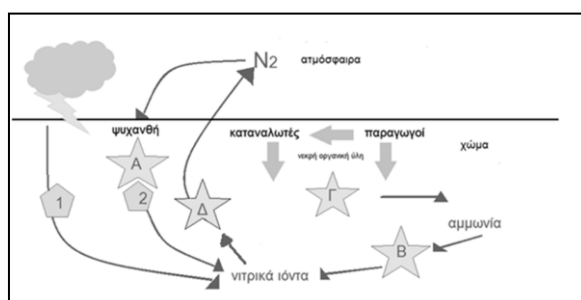 N2 ατμόσφαιρα
ψυχανθή καταναλωτές παραγωγοί
χώμα
Α νεκρή οργανική ύλη
1 2 Δ Γ
αμμωνία
Β
νιτρικά ιόντα